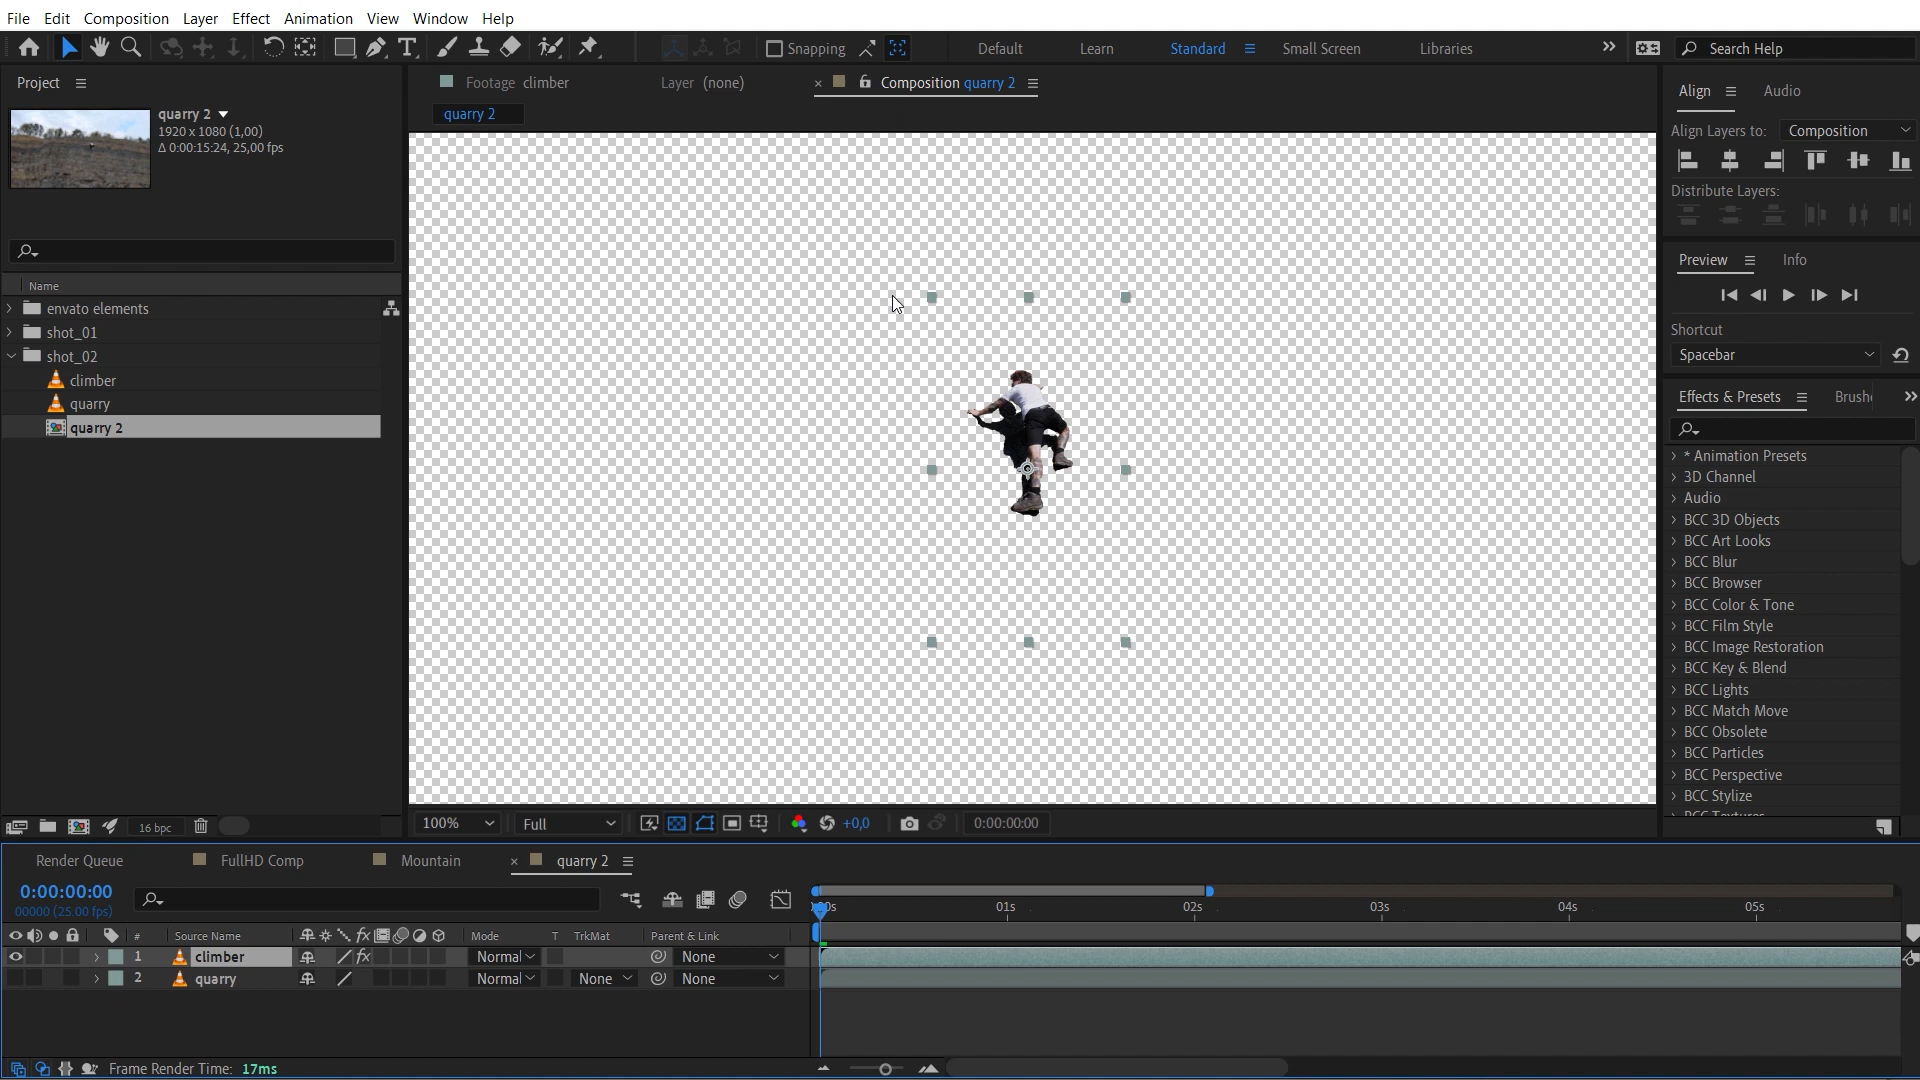 File Edit Composition Layer Effect Animation View Window Help
Snapping Default Learn Standard Small Screen Libraries Search Help
Project
quarry 2
1920 x 1080 (1,00)
Δ 0:00:15:24, 25,00 fps
Name
envato elements
shot_01
shot_02
climber
quarry
quarry 2
16 bpc
Footage climber Layer (none) × Composition quarry 2
quarry 2
100% Full +0,0 0:00:00:00
Align Audio
Align Layers to: Composition
Distribute Layers:
Preview Info
Shortcut
Spacebar
Effects & Presets
* Animation Presets
3D Channel
Audio
BCC 3D Objects
BCC Art Looks
BCC Blur
BCC Browser
BCC Color & Tone
BCC Film Style
BCC Image Restoration
BCC Key & Blend
BCC Lights
BCC Match Move
BCC Obsolete
BCC Particles
BCC Perspective
BCC Stylize
Render Queue FullHD Comp Mountain × quarry 2
0:00:00:00
00000 (25.00 fps)
01s 02s 03s 04s 05s
# Source Name fx Mode T TrkMat Parent & Link
1 climber fx Normal None
2 quarry Normal None None
Frame Render Time: 17ms